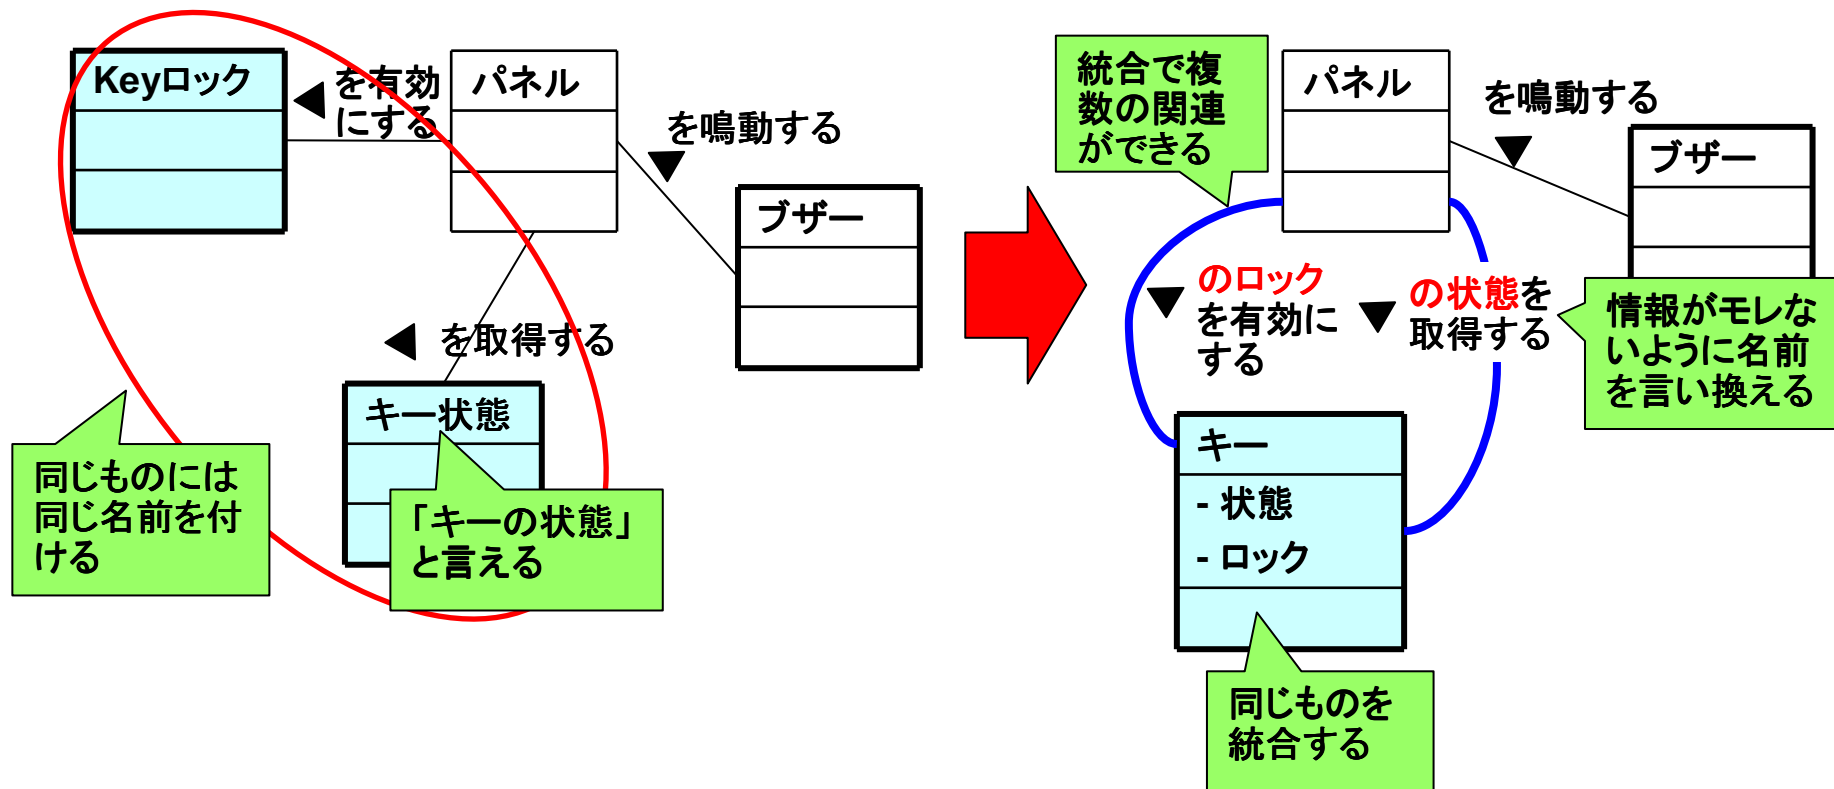 Keyロック
を有効
にする
パネル
を鳴動する
ブザー
を取得する
キー状態
同じものには
同じ名前を付
ける
「キーの状態」
と言える
統合で複
数の関連
ができる
パネル
を鳴動する
ブザー
のロック
を有効に
する
の状態を
取得する
情報がモレな
いように名前
を言い換える
キー
- 状態
- ロック
同じものを
統合する